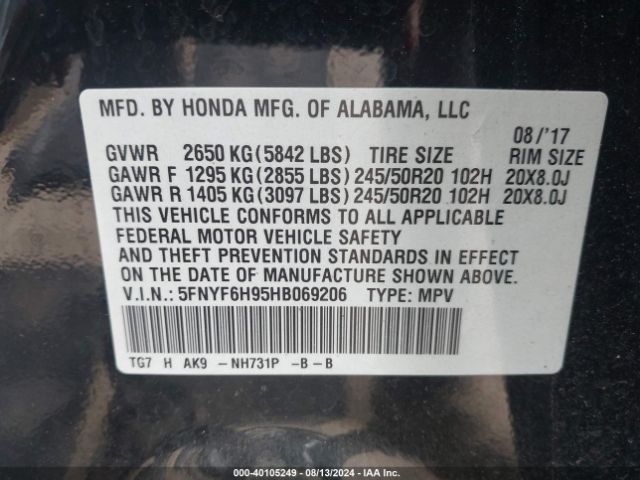 MFD. BY HONDA MFG. OF ALABAMA, LLC
08/'17
GVWR 2650 KG(5842 LBS) TIRE SIZE RIM SIZE
GAWR F 1295 KG(2855 LBS)245/50R20 102H 20X8.0J
GAWR R 1405 KG(3097 LBS)245/50R20 102H 20X8.0J
THIS VEHICLE CONFORMS TO ALL APPLICABLE
FEDERAL MOTOR VEHICLE SAFETY
AND THEFT PREVENTION STANDARDS IN EFFECT
ON THE DATE OF MANUFACTURE SHOWN ABOVE.
V.I.N.: 5FNYF6H95HB069206 TYPE: MPV
TG7 H AK9 -NH731P -B-B
000-40105249 - 08/13/2024 - IAA Inc.